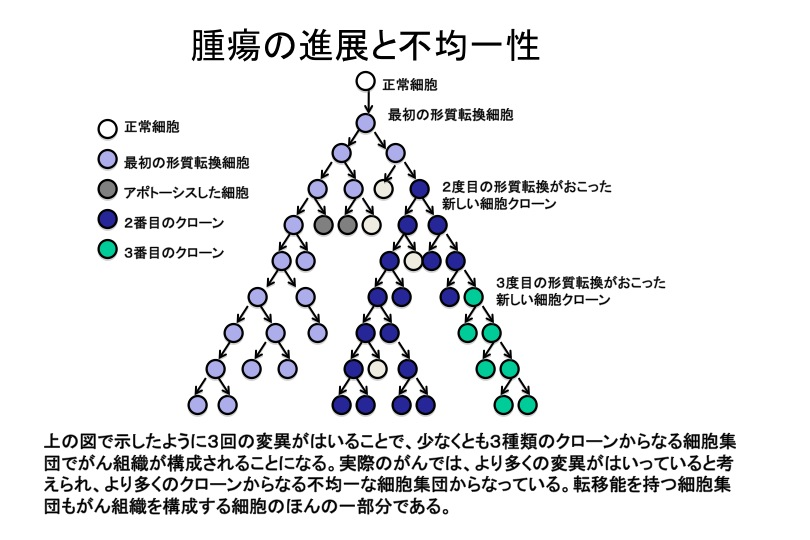 腫瘍の進展と不均一性
正常細胞
最初の形質転換細胞
正常細胞
最初の形質転換細胞
アポトーシスした細胞
2番目のクローン
3番目のクローン
2度目の形質転換がおこった
新しい細胞クローン
3度目の形質転換がおこった
新しい細胞クローン
上の図で示したように3回の変異がはいることで、少なくとも3種類のクローンからなる細胞集
団でがん組織が構成されることになる。実際のがんでは、より多くの変異がはいっていると考
えられ、より多くのクローンからなる不均一な細胞集団からなっている。転移能を持つ細胞集
団もがん組織を構成する細胞のほんの一部分である。